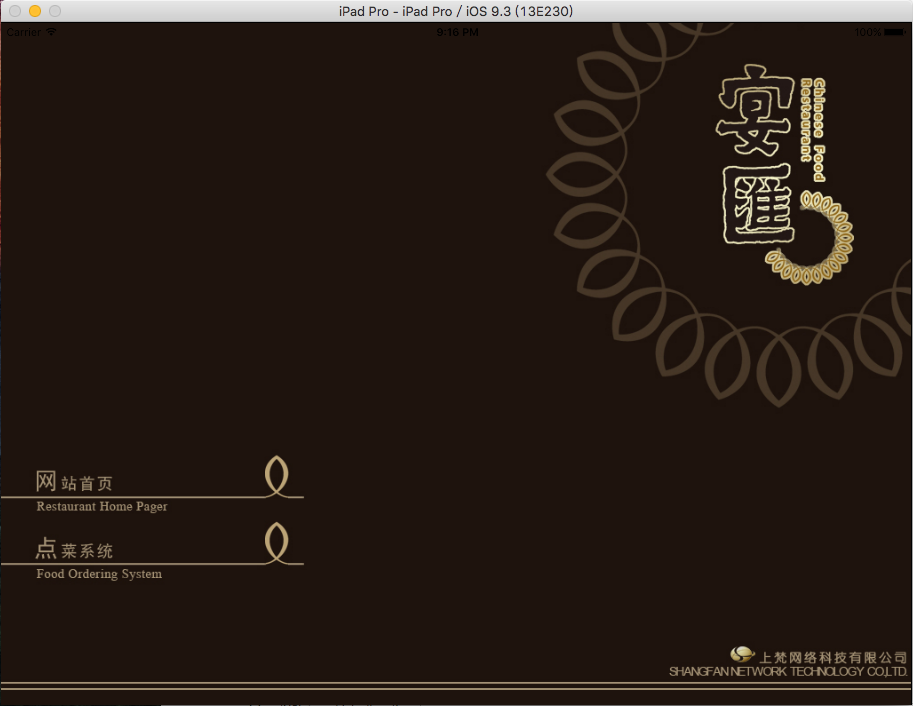 iPad Pro - iPad Pro / iOS 9.3 (13E230)
Carrier
9:16 PM
100%
宴匯
Chinese Food
Restaurant
网站首页
Restaurant Home Pager
点菜系统
Food Ordering System
上梵网络科技有限公司
SHANGFAN NETWORK TECHNOLOGY CO,LTD.